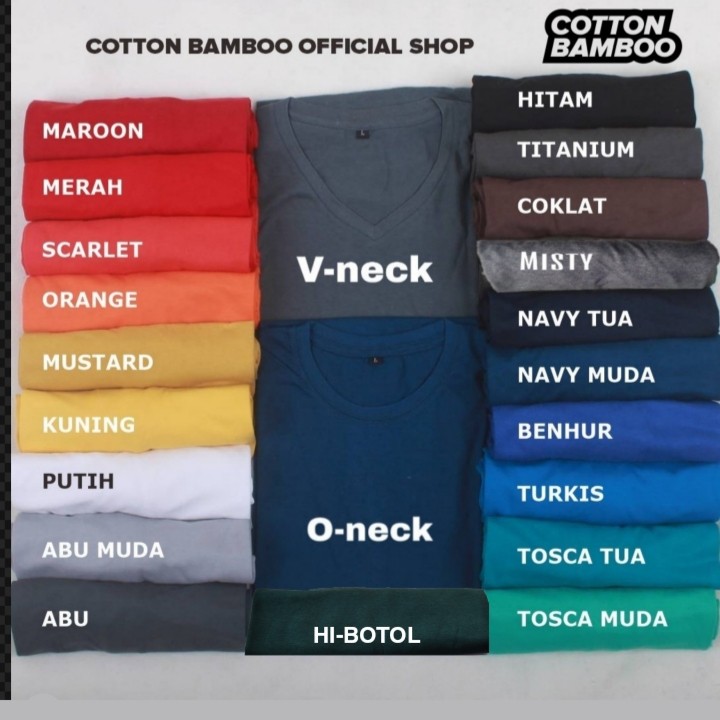 COTTON BAMBOO OFFICIAL SHOP
COTTON
BAMBOO
MAROON
MERAH
SCARLET
ORANGE
MUSTARD
KUNING
PUTIH
ABU MUDA
ABU
L
V-neck
L
O-neck
HI-BOTOL
HITAM
TITANIUM
COKLAT
MISTY
NAVY TUA
NAVY MUDA
BENHUR
TURKIS
TOSCA TUA
TOSCA MUDA